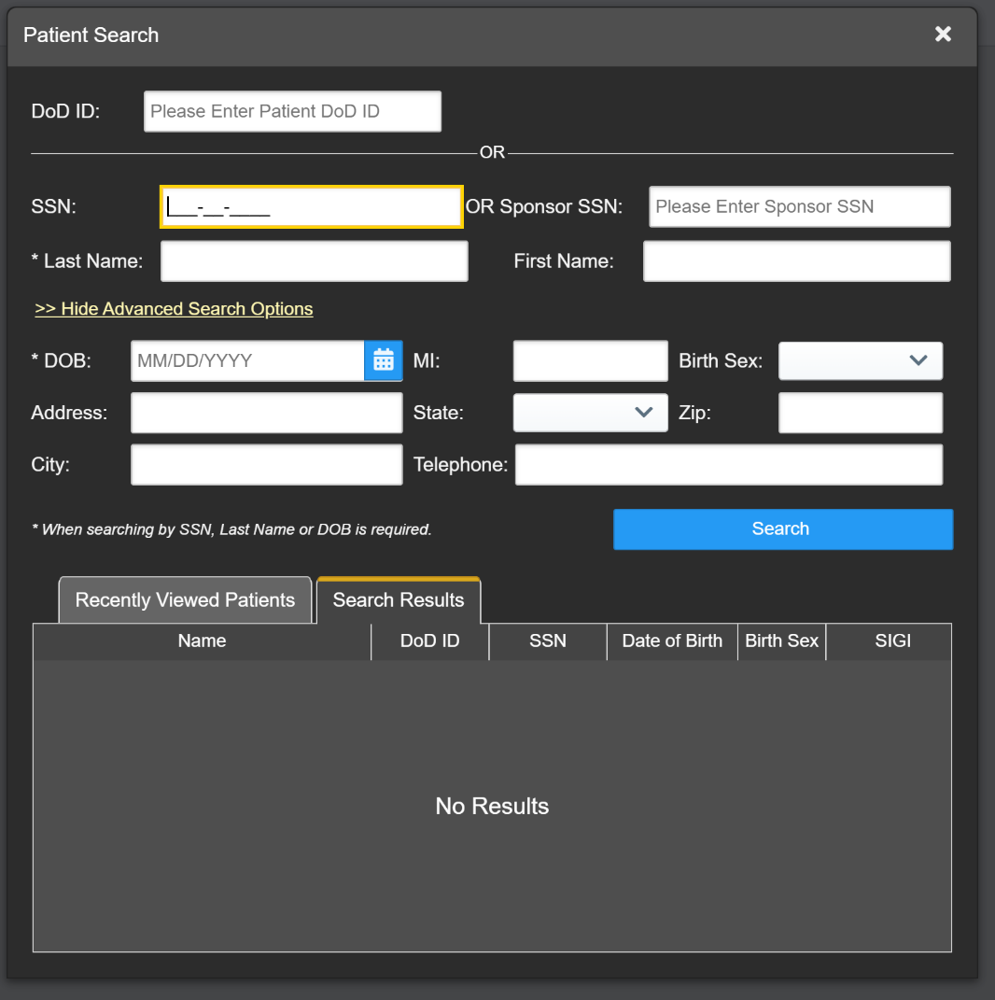 Patient Search
DoD ID: Please Enter Patient DoD ID
OR
SSN: ___-__-____ OR Sponsor SSN: Please Enter Sponsor SSN
* Last Name: First Name:
>> Hide Advanced Search Options
* DOB: MM/DD/YYYY MI: Birth Sex:
Address: State: Zip:
City: Telephone:
* When searching by SSN, Last Name or DOB is required. Search
Recently Viewed Patients Search Results
Name DoD ID SSN Date of Birth Birth Sex SIGI
No Results